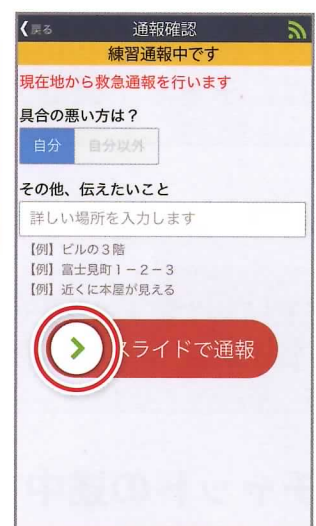 戻る 通報確認
練習通報中です
現在地から救急通報を行います
具合の悪い方は？
自分 自分以外
その他、伝えたいこと
詳しい場所を入力します
【例】ビルの3階
【例】富士見町1－2－3
【例】近くに本屋が見える
スライドで通報